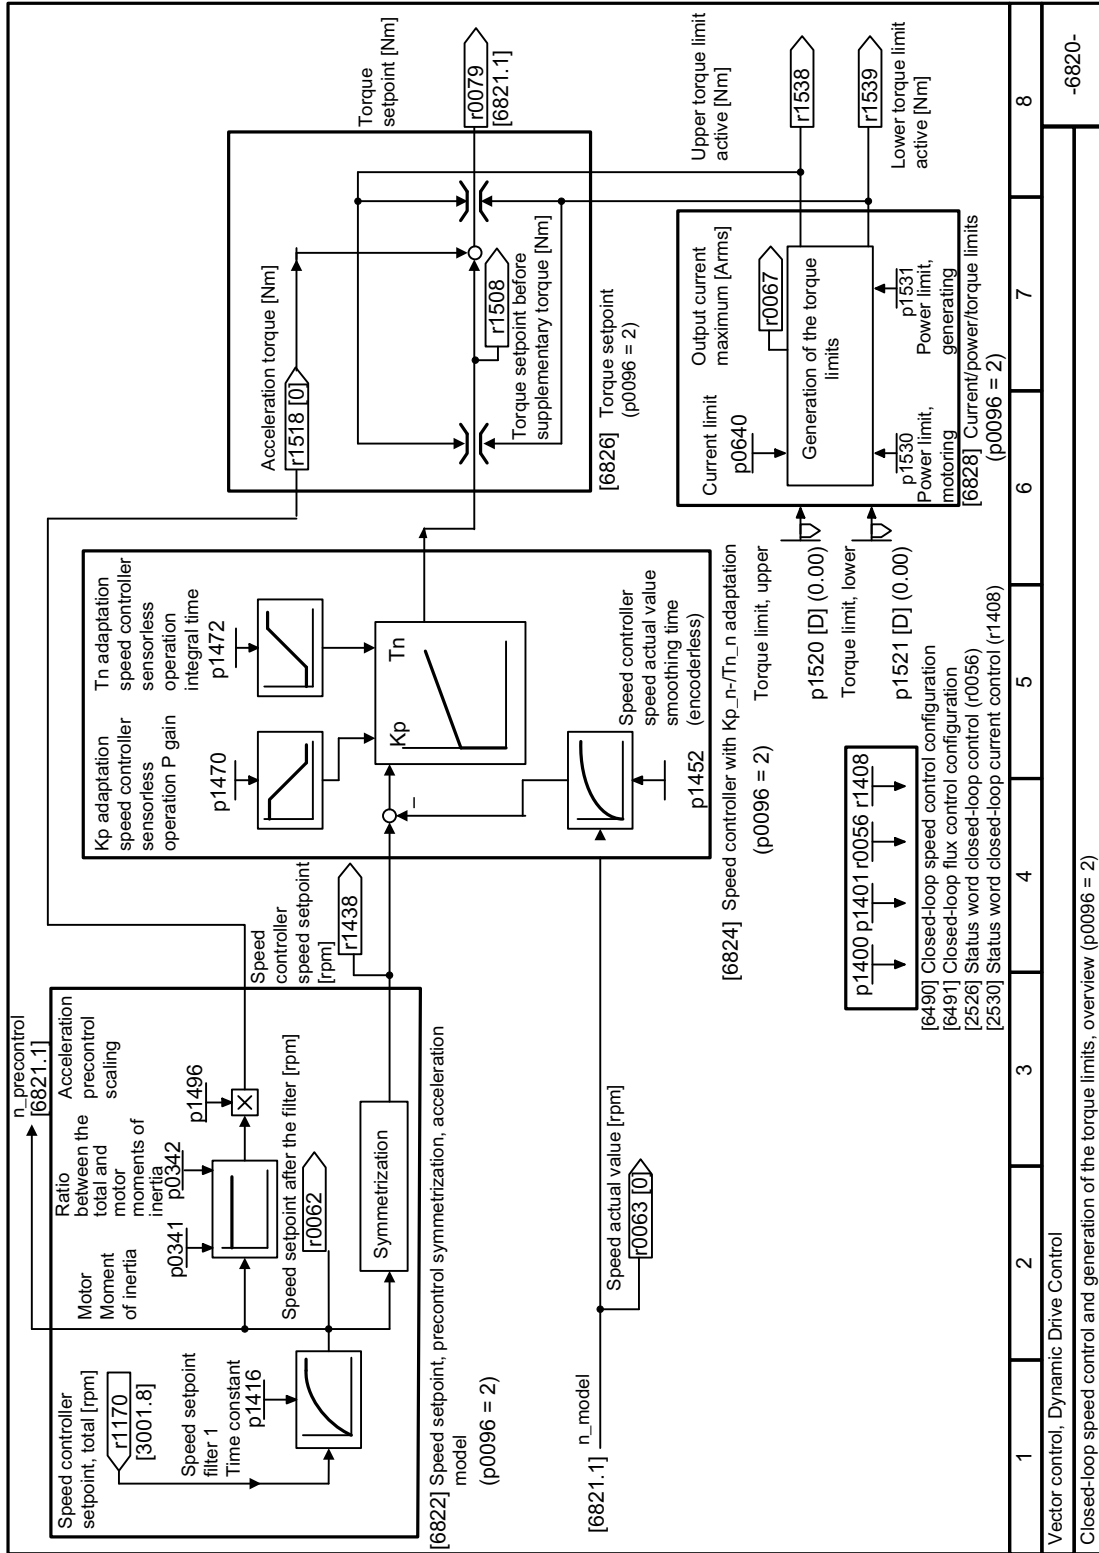 Speed controller
setpoint, total [rpm]
r1170
[3001.8]
Speed setpoint
filter 1
Time constant
p1416
Motor
Moment
of inertia
p0341
Ratio
between the
total and
motor
moments of
inertia
p0342
n_precontrol
[6821.1]
Acceleration
precontrol
scaling
p1496
Speed setpoint after the filter [rpm]
r0062
Symmetrization
[6822] Speed setpoint, precontrol symmetrization, acceleration
model
(p0096 = 2)
[6821.1]
n_model
Speed actual value [rpm]
r0063 [0]
Speed
controller
speed setpoint
[rpm]
r1438
Kp adaptation
speed controller
sensorless
operation P gain
p1470
Tn adaptation
speed controller
sensorless
operation
integral time
p1472
Kp
Tn
–
p1452
Speed controller
speed actual value
smoothing time
(encoderless)
[6824] Speed controller with Kp_n-/Tn_n adaptation
(p0096 = 2)
Acceleration torque [Nm]
r1518 [0]
r1508
Torque setpoint before
supplementary torque [Nm]
[6826] Torque setpoint
(p0096 = 2)
Torque
setpoint [Nm]
r0079
[6821.1]
p1400
p1401
r0056
r1408
[6490] Closed-loop speed control configuration
[6491] Closed-loop flux control configuration
[2526] Status word closed-loop control (r0056)
[2530] Status word closed-loop current control (r1408)
Torque limit, upper
p1520 [D] (0.00)
Torque limit, lower
p1521 [D] (0.00)
Current limit
p0640
Output current
maximum [Arms]
r0067
Generation of the torque
limits
p1530
Power limit,
motoring
p1531
Power limit,
generating
[6828] Current/power/torque limits
(p0096 = 2)
Upper torque limit
active [Nm]
r1538
r1539
Lower torque limit
active [Nm]
1
2
3
4
5
6
7
8
Vector control, Dynamic Drive Control
Closed-loop speed control and generation of the torque limits, overview (p0096 = 2)
-6820-